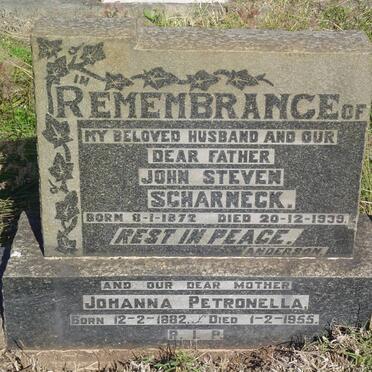 IN
REMEMBRANCE OF
MY BELOVED HUSBAND AND OUR
DEAR FATHER
JOHN STEVEN
SCHARNECK.
BORN 8-1-1872 DIED 20-12-1939.
REST IN PEACE.
ANDERSON
AND OUR DEAR MOTHER
JOHANNA PETRONELLA,
BORN 12-2-1882, DIED 1-2-1955.
R.I.P.